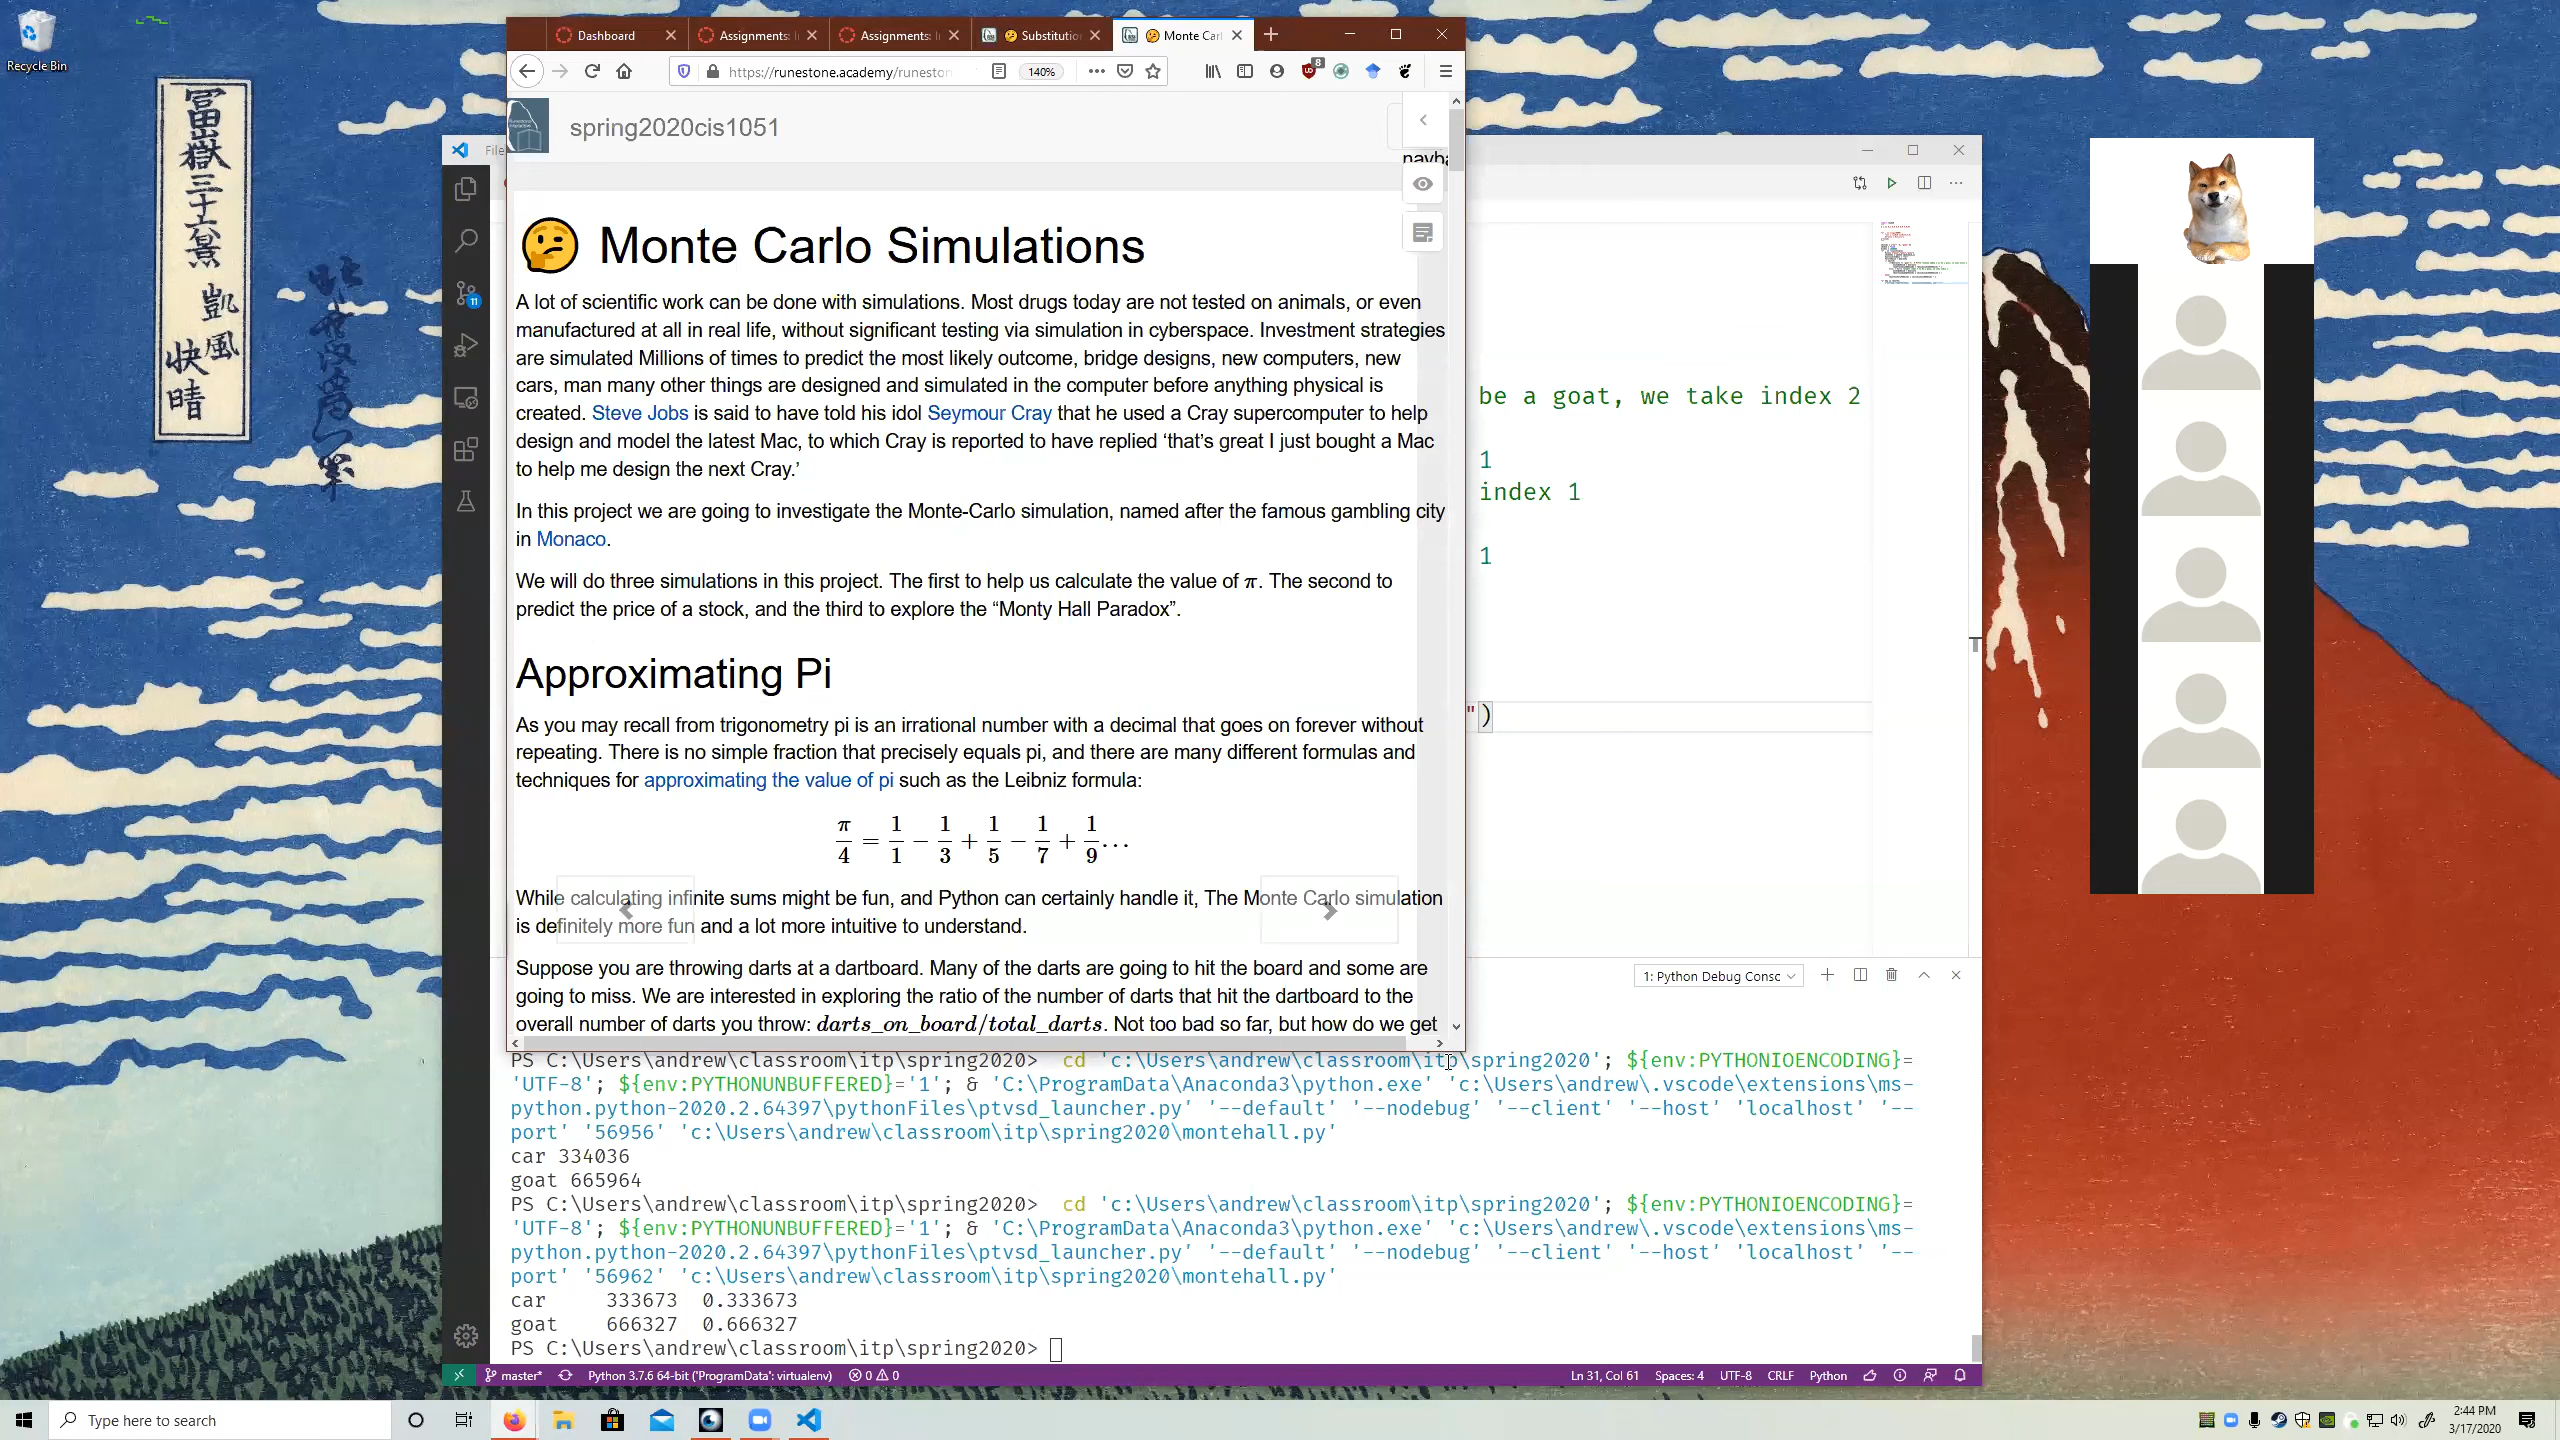 Recycle Bin
冨嶽三十六景
凱風
快晴
Dashboard
Assignments: I
Assignments: I
Substitutio
Monte Carl
https://runestone.academy/runeston
140%
8
spring2020cis1051
navba
🤔 Monte Carlo Simulations
A lot of scientific work can be done with simulations. Most drugs today are not tested on animals, or even
manufactured at all in real life, without significant testing via simulation in cyberspace. Investment strategies
are simulated Millions of times to predict the most likely outcome, bridge designs, new computers, new
cars, man many other things are designed and simulated in the computer before anything physical is
created. Steve Jobs is said to have told his idol Seymour Cray that he used a Cray supercomputer to help
design and model the latest Mac, to which Cray is reported to have replied ‘that’s great I just bought a Mac
to help me design the next Cray.’
In this project we are going to investigate the Monte-Carlo simulation, named after the famous gambling city
in Monaco.
We will do three simulations in this project. The first to help us calculate the value of π. The second to
predict the price of a stock, and the third to explore the “Monty Hall Paradox”.
Approximating Pi
As you may recall from trigonometry pi is an irrational number with a decimal that goes on forever without
repeating. There is no simple fraction that precisely equals pi, and there are many different formulas and
techniques for approximating the value of pi such as the Leibniz formula:
π/4 = 1/1 − 1/3 + 1/5 − 1/7 + 1/9 ...
While calculating infinite sums might be fun, and Python can certainly handle it, The Monte Carlo simulation
is definitely more fun and a lot more intuitive to understand.
Suppose you are throwing darts at a dartboard. Many of the darts are going to hit the board and some are
going to miss. We are interested in exploring the ratio of the number of darts that hit the dartboard to the
overall number of darts you throw: darts_on_board/total_darts. Not too bad so far, but how do we get
File
11
be a goat, we take index 2
1
index 1
1
")
1: Python Debug Consc
PS C:\Users\andrew\classroom\itp\spring2020> cd 'c:\Users\andrew\classroom\itp\spring2020'; ${env:PYTHONIOENCODING}=
'UTF-8'; ${env:PYTHONUNBUFFERED}='1'; & 'C:\ProgramData\Anaconda3\python.exe' 'c:\Users\andrew\.vscode\extensions\ms-
python.python-2020.2.64397\pythonFiles\ptvsd_launcher.py' '--default' '--nodebug' '--client' '--host' 'localhost' '--
port' '56956' 'c:\Users\andrew\classroom\itp\spring2020\montehall.py'
car 334036
goat 665964
PS C:\Users\andrew\classroom\itp\spring2020> cd 'c:\Users\andrew\classroom\itp\spring2020'; ${env:PYTHONIOENCODING}=
'UTF-8'; ${env:PYTHONUNBUFFERED}='1'; & 'C:\ProgramData\Anaconda3\python.exe' 'c:\Users\andrew\.vscode\extensions\ms-
python.python-2020.2.64397\pythonFiles\ptvsd_launcher.py' '--default' '--nodebug' '--client' '--host' 'localhost' '--
port' '56962' 'c:\Users\andrew\classroom\itp\spring2020\montehall.py'
car 333673 0.333673
goat 666327 0.666327
PS C:\Users\andrew\classroom\itp\spring2020>
master*
Python 3.7.6 64-bit ('ProgramData': virtualenv)
0 0
Ln 31, Col 61
Spaces: 4
UTF-8
CRLF
Python
Type here to search
2:44 PM
3/17/2020